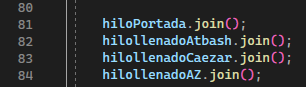 80
81 hiloPortada.join();
82 hilollenadoAtbash.join();
83 hilollenadoCaezar.join();
84 hilollenadoAZ.join();